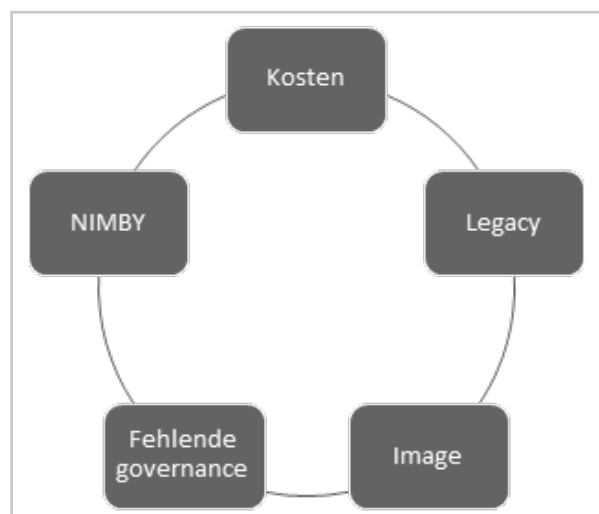 Kosten
NIMBY
Legacy
Fehlende
governance
Image